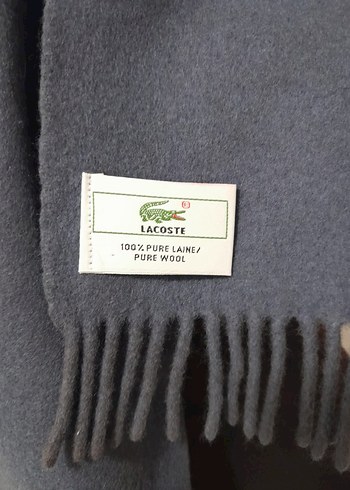 LACOSTE
100% PURE LAINE/
PURE WOOL